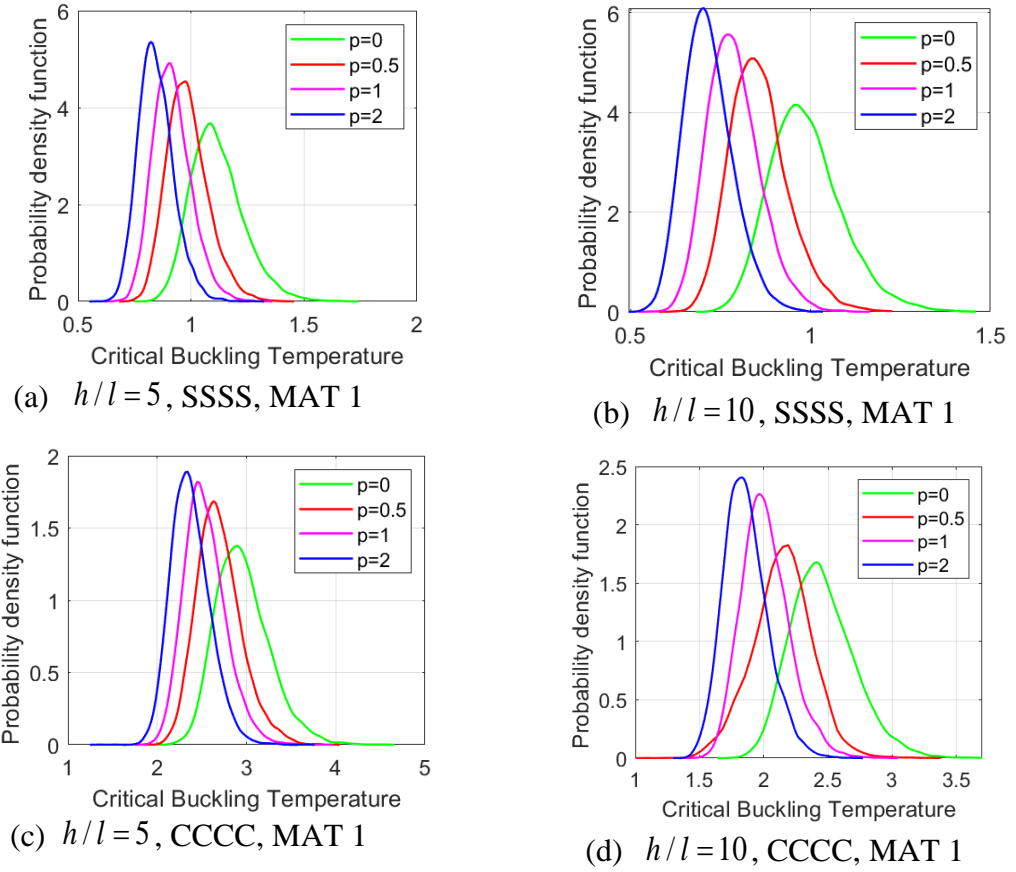 Probability density function
6
4
2
0
0.5
1
1.5
2
p=0
p=0.5
p=1
p=2
Critical Buckling Temperature
(a) h/l=5, SSSS, MAT 1
Probability density function
6
4
2
0
0.5
1
1.5
p=0
p=0.5
p=1
p=2
Critical Buckling Temperature
(b) h/l=10, SSSS, MAT 1
Probability density function
2
1.5
1
0.5
0
1
2
3
4
5
p=0
p=0.5
p=1
p=2
Critical Buckling Temperature
(c) h/l=5, CCCC, MAT 1
Probability density function
2.5
2
1.5
1
0.5
0
1
1.5
2
2.5
3
3.5
p=0
p=0.5
p=1
p=2
Critical Buckling Temperature
(d) h/l=10, CCCC, MAT 1